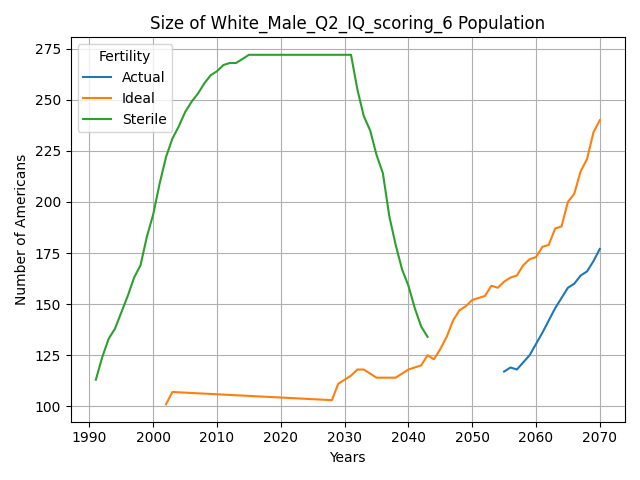 Size of White_Male_Q2_IQ_scoring_6 Population
Fertility
Actual
Ideal
Sterile
Number of Americans
275
250
225
200
175
150
125
100
1990 2000 2010 2020 2030 2040 2050 2060 2070
Years